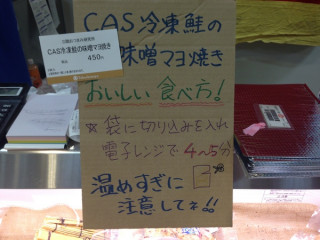 CAS冷凍鮭の
味噌マヨ焼き
CAS冷凍鮭の味噌マヨ焼き
450円
おいしい 食べ方!
※ 袋に切り込みを入れ
電子レンジで 4~5分
温めすぎに
注意してネ!!